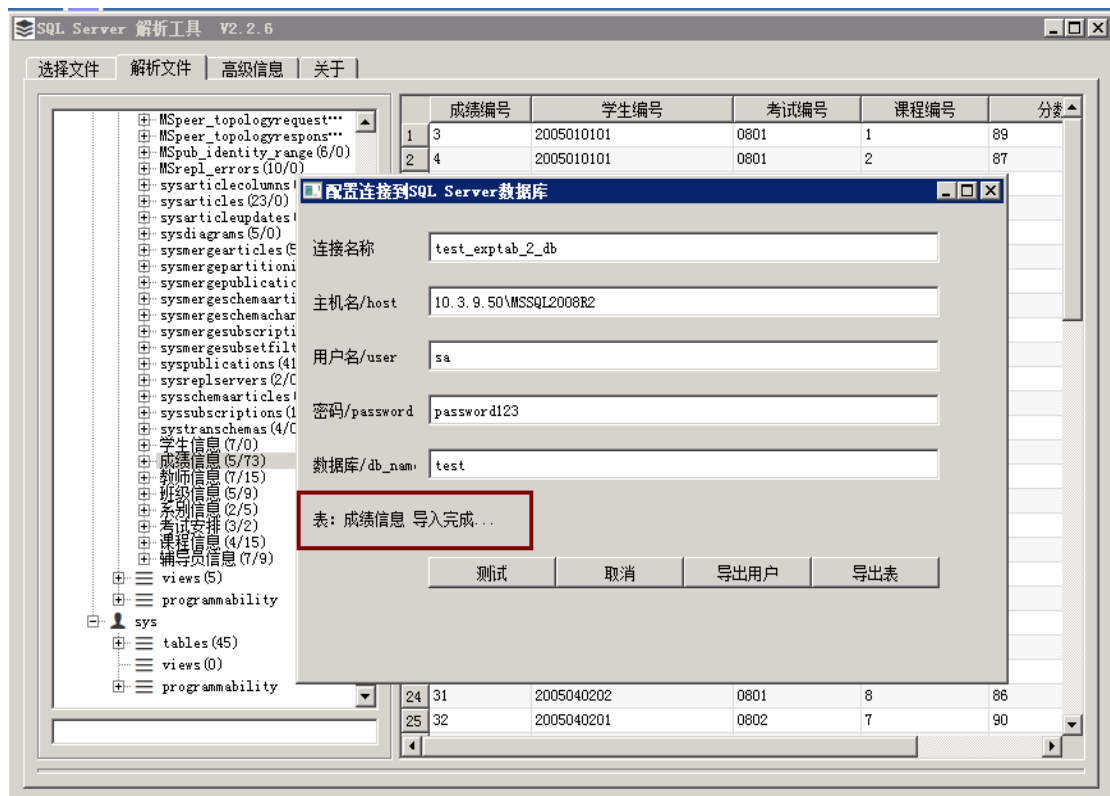 SQL Server 解析工具 V2.2.6
选择文件 解析文件 高级信息 关于
MSpeer_topologyrequest...
MSpeer_topologyrespons...
MSpub_identity_range(6/0)
MSrepl_errors(10/0)
sysarticlecolumns
sysarticles(23/0)
sysarticleupdates
sysdiagrams(5/0)
sysmergearticles(5
sysmergepartitioni
sysmergepublicatic
sysmergeschemaarti
sysmergeschemachar
sysmergesubscripti
sysmergesubsetfilt
syspublications(41
sysreplservers(2/0
sysschemaarticles
syssubscriptions(1
systranschemas(4/0
学生信息(7/0)
成绩信息(5/73)
教师信息(7/15)
班级信息(5/9)
系别信息(2/5)
考试安排(3/2)
课程信息(4/15)
辅导员信息(7/9)
views(5)
programmability
sys
tables(45)
views(0)
programmability
成绩编号 学生编号 考试编号 课程编号 分数
1 3 2005010101 0801 1 89
2 4 2005010101 0801 2 87
配置连接到SQL Server数据库
连接名称 test_exptab_2_db
主机名/host 10.3.9.50\MSSQL2008R2
用户名/user sa
密码/password password123
数据库/db_nam test
表: 成绩信息 导入完成...
测试 取消 导出用户 导出表
24 31 2005040202 0801 8 86
25 32 2005040201 0802 7 90